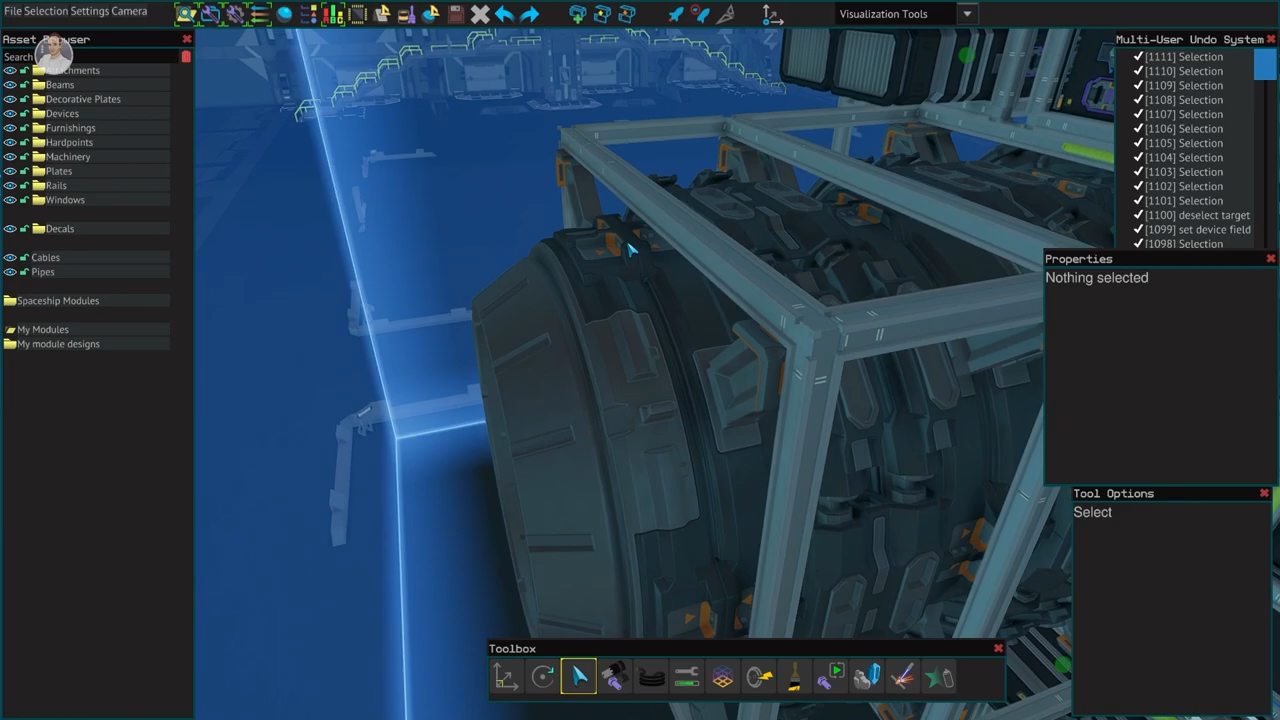 File Selection Settings Camera
Visualization Tools
Asset Browser
Search
Attachments
Beams
Decorative Plates
Devices
Furnishings
Hardpoints
Machinery
Plates
Rails
Windows
Decals
Cables
Pipes
Spaceship Modules
My Modules
My module designs
Multi-User Undo System
[1111] Selection
[1110] Selection
[1109] Selection
[1108] Selection
[1107] Selection
[1106] Selection
[1105] Selection
[1104] Selection
[1103] Selection
[1102] Selection
[1101] Selection
[1100] deselect target
[1099] set device field
[1098] Selection
Properties
Nothing selected
Tool Options
Select
Toolbox